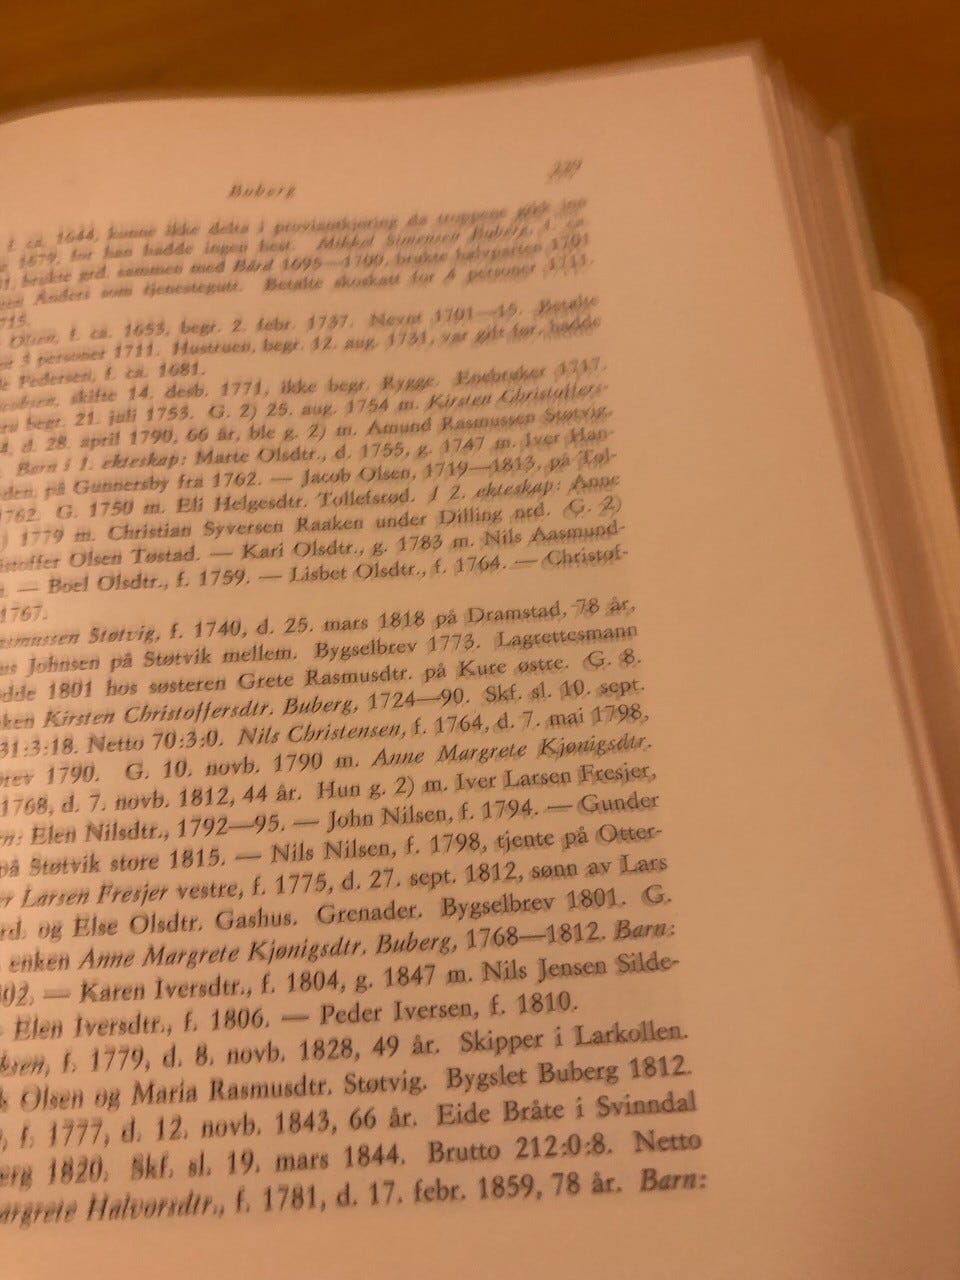 Buberg
f. ca. 1644, kunne ikke delta i proviantkjøring da troppene gikk inn
1679, for han hadde ingen hest. Mikkel Simensen Buberg, f. ca.
brukte grd. sammen med Bård 1695—1700, brukte halvparten 1701
Anders som tjenestegutt. Betalte skoskatt for 4 personer 1711.
715.
Olsen, f. ca. 1653, begr. 2. febr. 1737. Nevnt 1701—15. Betalte
3 personer 1711. Hustruen, begr. 12. aug. 1731, var gift før, hadde
Pedersen, f. ca. 1681.
skifte 14. desb. 1771, ikke begr. Rygge. Enebruker 1717.
begr. 21. juli 1753. G. 2) 25. aug. 1754 m. Kirsten Christoffers-
d. 28. april 1790, 66 år, ble g. 2) m. Amund Rasmussen Støtvig.
Barn i 1. ekteskap: Marte Olsdtr., d. 1755, g. 1747 m. Iver Han-
på Gunnersby fra 1762. — Jacob Olsen, 1719—1813, på Tol-
1762. G. 1750 m. Eli Helgesdtr. Tollefsrød. I 2. ekteskap: Anne
) 1779 m. Christian Syversen Raaken under Dilling nrd. G. 2)
Olsen Tøstad. — Kari Olsdtr., g. 1783 m. Nils Aasmund-
— Boel Olsdtr., f. 1759. — Lisbet Olsdtr., f. 1764. — Christof-
1767.
Støtvig, f. 1740, d. 25. mars 1818 på Dramstad, 78 år,
Johnsen på Støtvik mellem. Bygselbrev 1773. Lagrettesmann
1801 hos søsteren Grete Rasmusdtr. på Kure østre. G. 8.
Kirsten Christoffersdtr. Buberg, 1724—90. Skf. sl. 10. sept.
31:3:18. Netto 70:3:0. Nils Christensen, f. 1764, d. 7. mai 1798,
1790. G. 10. novb. 1790 m. Anne Margrete Kjønigsdtr.
1768, d. 7. novb. 1812, 44 år. Hun g. 2) m. Iver Larsen Fresjer,
Elen Nilsdtr., 1792—95. — John Nilsen, f. 1794. — Gunder
på Støtvik store 1815. — Nils Nilsen, f. 1798, tjente på Otter-
Larsen Fresjer vestre, f. 1775, d. 27. sept. 1812, sønn av Lars
og Else Olsdtr. Gashus. Grenader. Bygselbrev 1801. G.
enken Anne Margrete Kjønigsdtr. Buberg, 1768—1812. Barn:
— Karen Iversdtr., f. 1804, g. 1847 m. Nils Jensen Silde-
Elen Iversdtr., f. 1806. — Peder Iversen, f. 1810.
f. 1779, d. 8. novb. 1828, 49 år. Skipper i Larkollen.
Olsen og Maria Rasmusdtr. Støtvig. Bygslet Buberg 1812.
f. 1777, d. 12. novb. 1843, 66 år. Eide Bråte i Svinndal
1820. Skf. sl. 19. mars 1844. Brutto 212:0:8. Netto
Halvorsdtr., f. 1781, d. 17. febr. 1859, 78 år. Barn: